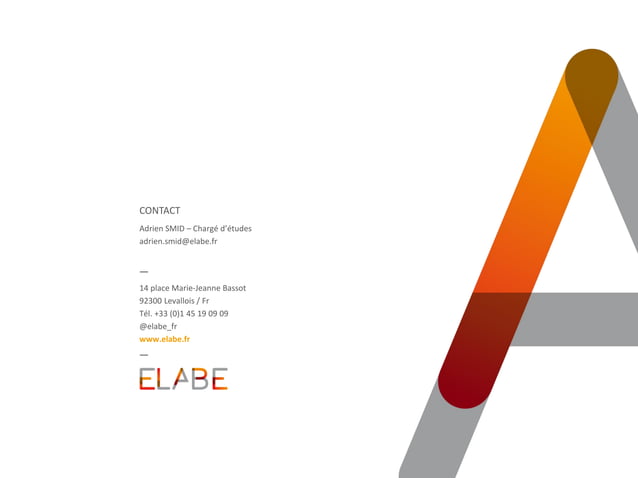 CONTACT
Adrien SMID – Chargé d'études
adrien.smid@elabe.fr
—
14 place Marie-Jeanne Bassot
92300 Levallois / Fr
Tél. +33 (0)1 45 19 09 09
@elabe_fr
www.elabe.fr
—
ELABE